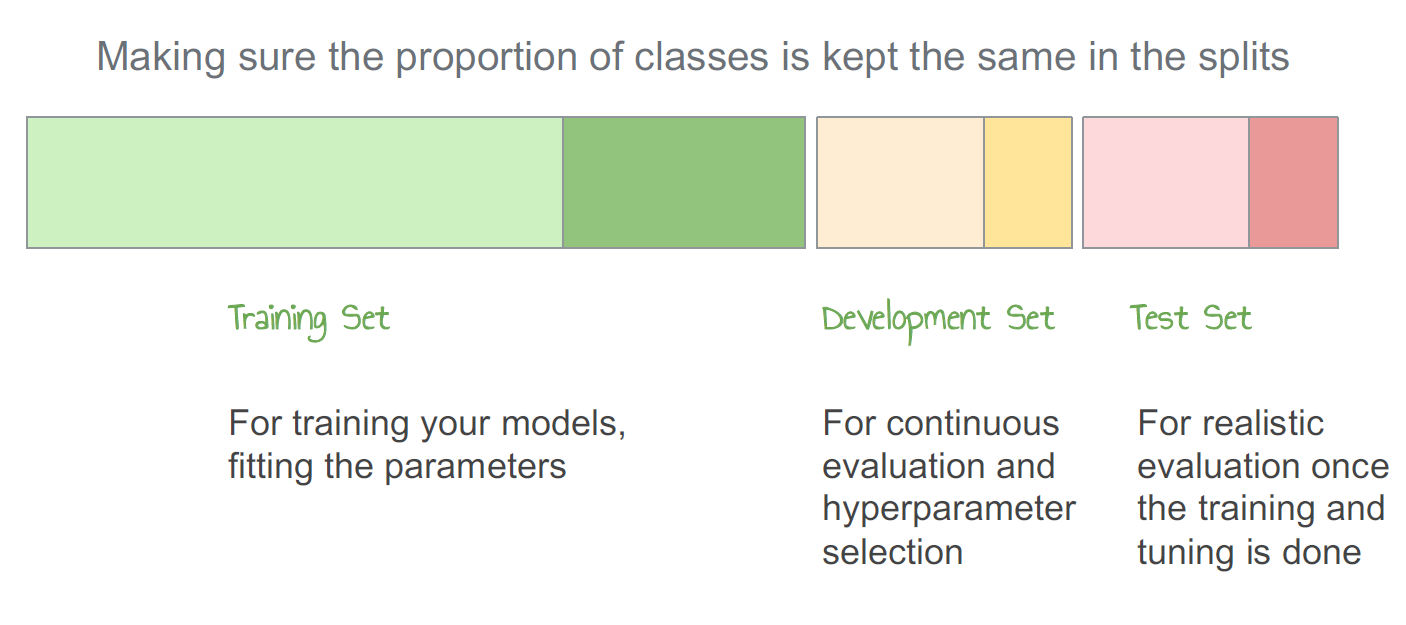 Making sure the proportion of classes is kept the same in the splits
Training Set
For training your models,
fitting the parameters
Development Set
For continuous
evaluation and
hyperparameter
selection
Test Set
For realistic
evaluation once
the training and
tuning is done